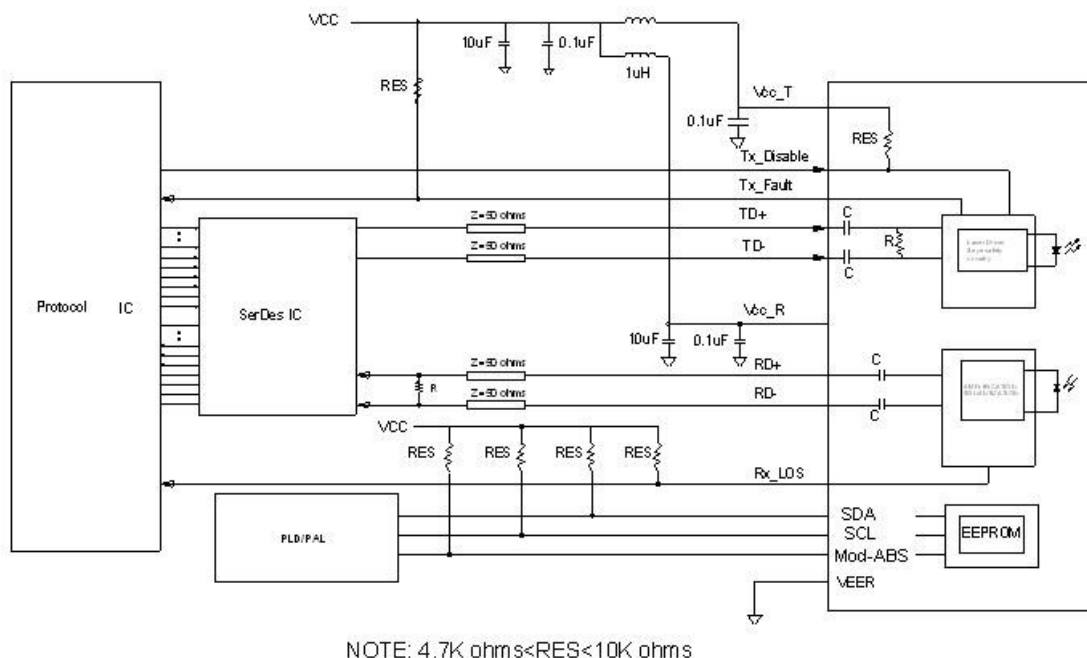 VCC
10uF
0.1uF
1uH
RES
Vcc_T
0.1uF
RES
Tx_Disable
Tx_Fault
Z=50 ohms
TD+
C
R
Z=50 ohms
TD-
C
Protocol IC
SerDes IC
Vcc_R
10uF
0.1uF
Z=50 ohms
RD+
C
R
Z=50 ohms
RD-
C
VCC
RES
RES
RES
RES
Rx_LOS
PLD/PAL
SDA
SCL
Mod-ABS
VEER
EEPROM
NOTE: 4.7K ohms<RES<10K ohms